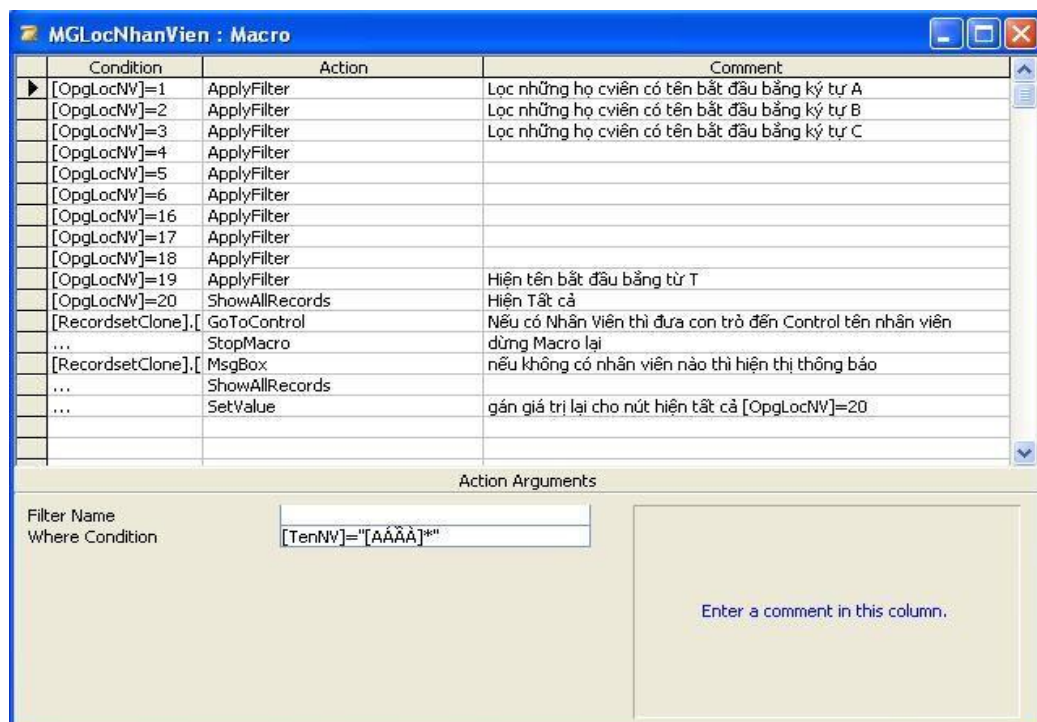 MGLocNhanVien : Macro
Condition Action Comment
[OpgLocNV]=1 ApplyFilter Lọc những họ cviên có tên bắt đầu bằng ký tự A
[OpgLocNV]=2 ApplyFilter Lọc những họ cviên có tên bắt đầu bằng ký tự B
[OpgLocNV]=3 ApplyFilter Lọc những họ cviên có tên bắt đầu bằng ký tự C
[OpgLocNV]=4 ApplyFilter
[OpgLocNV]=5 ApplyFilter
[OpgLocNV]=6 ApplyFilter
[OpgLocNV]=16 ApplyFilter
[OpgLocNV]=17 ApplyFilter
[OpgLocNV]=18 ApplyFilter
[OpgLocNV]=19 ApplyFilter Hiện tên bắt đầu bằng từ T
[OpgLocNV]=20 ShowAllRecords Hiện Tất cả
[RecordsetClone].[ GoToControl Nếu có Nhân Viên thì đưa con trỏ đến Control tên nhân viên
... StopMacro dừng Macro lại
[RecordsetClone].[ MsgBox nếu không có nhân viên nào thì hiện thị thông báo
... ShowAllRecords
... SetValue gán giá trị lại cho nút hiện tất cả [OpgLocNV]=20
Action Arguments
Filter Name
Where Condition [TenNV]="[AÁÂÀ]*"
Enter a comment in this column.